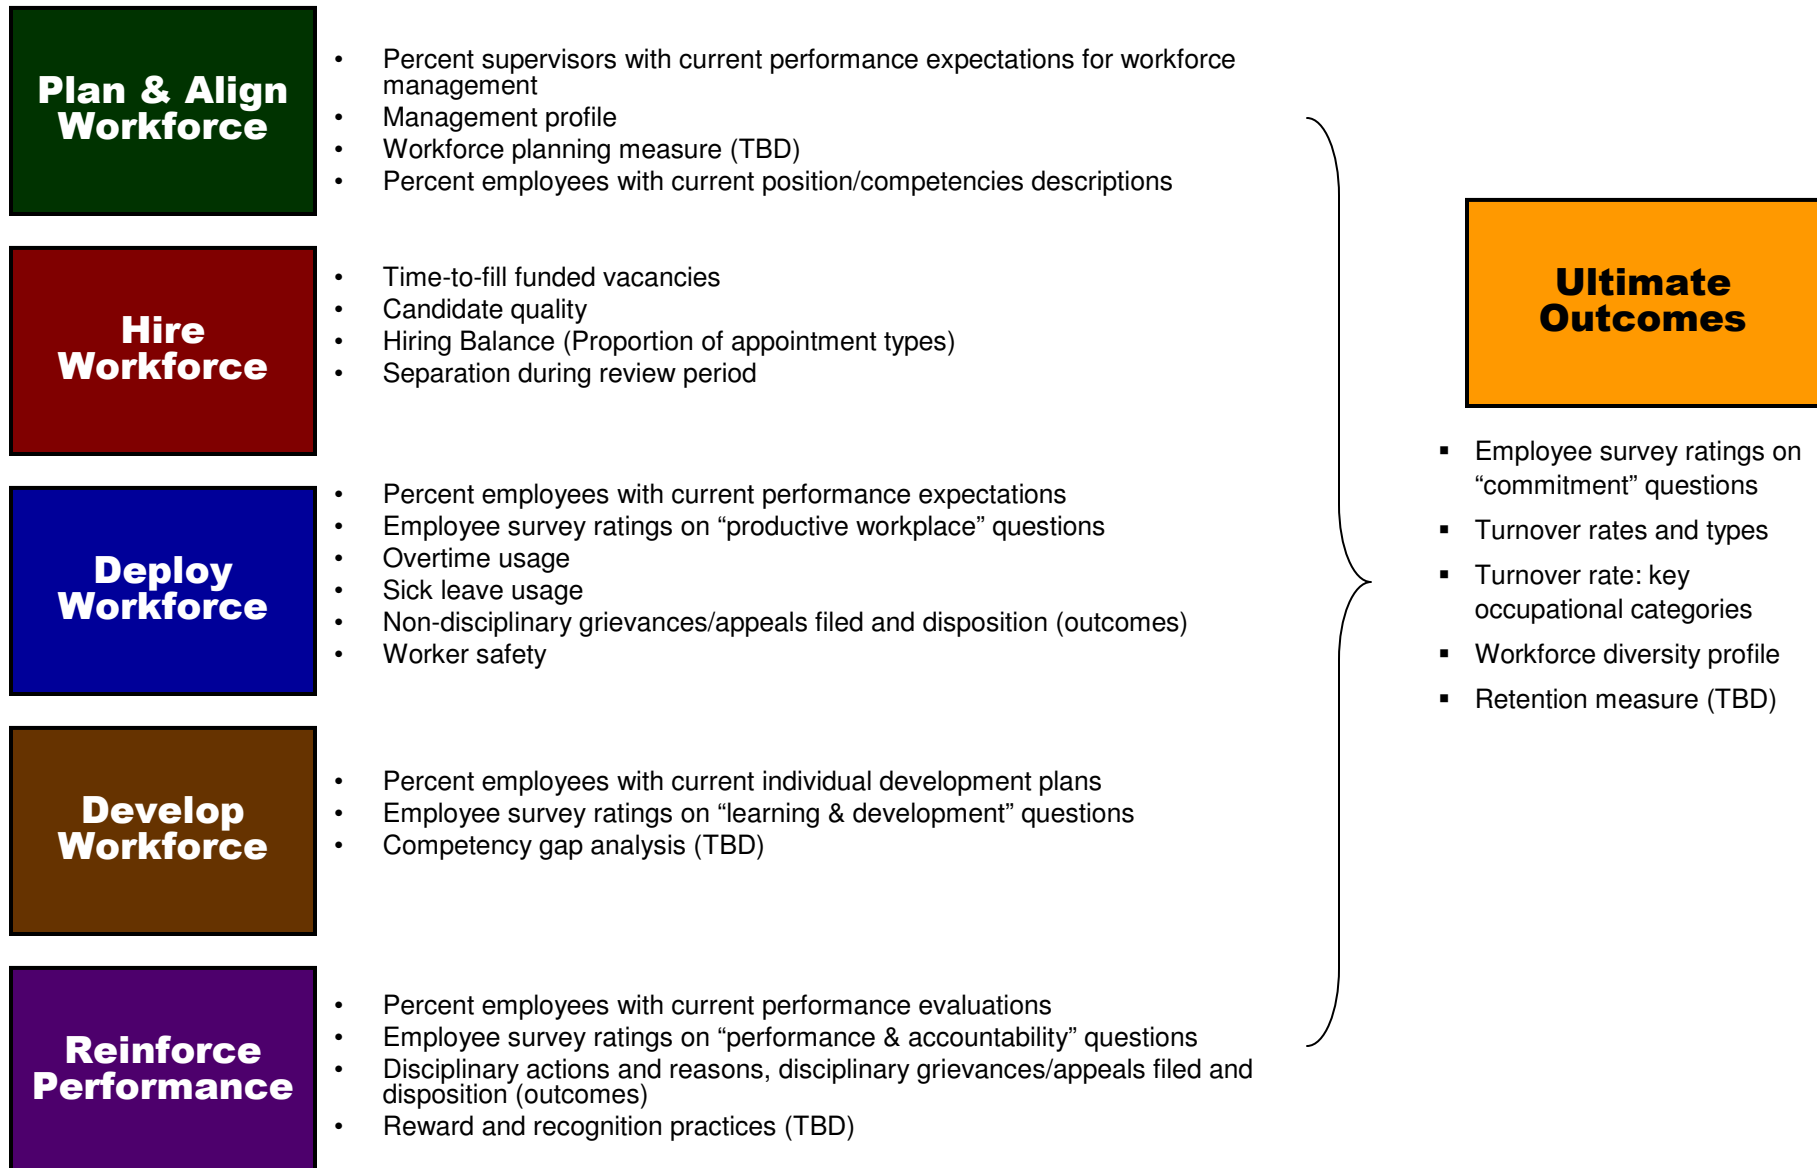 Plan & Align
Workforce
• Percent supervisors with current performance expectations for workforce
management
• Management profile
• Workforce planning measure (TBD)
• Percent employees with current position/competencies descriptions
Hire
Workforce
• Time-to-fill funded vacancies
• Candidate quality
• Hiring Balance (Proportion of appointment types)
• Separation during review period
Deploy
Workforce
• Percent employees with current performance expectations
• Employee survey ratings on “productive workplace” questions
• Overtime usage
• Sick leave usage
• Non-disciplinary grievances/appeals filed and disposition (outcomes)
• Worker safety
Develop
Workforce
• Percent employees with current individual development plans
• Employee survey ratings on “learning & development” questions
• Competency gap analysis (TBD)
Reinforce
Performance
• Percent employees with current performance evaluations
• Employee survey ratings on “performance & accountability” questions
• Disciplinary actions and reasons, disciplinary grievances/appeals filed and
disposition (outcomes)
• Reward and recognition practices (TBD)
Ultimate
Outcomes
▪ Employee survey ratings on
“commitment” questions
▪ Turnover rates and types
▪ Turnover rate: key
occupational categories
▪ Workforce diversity profile
▪ Retention measure (TBD)